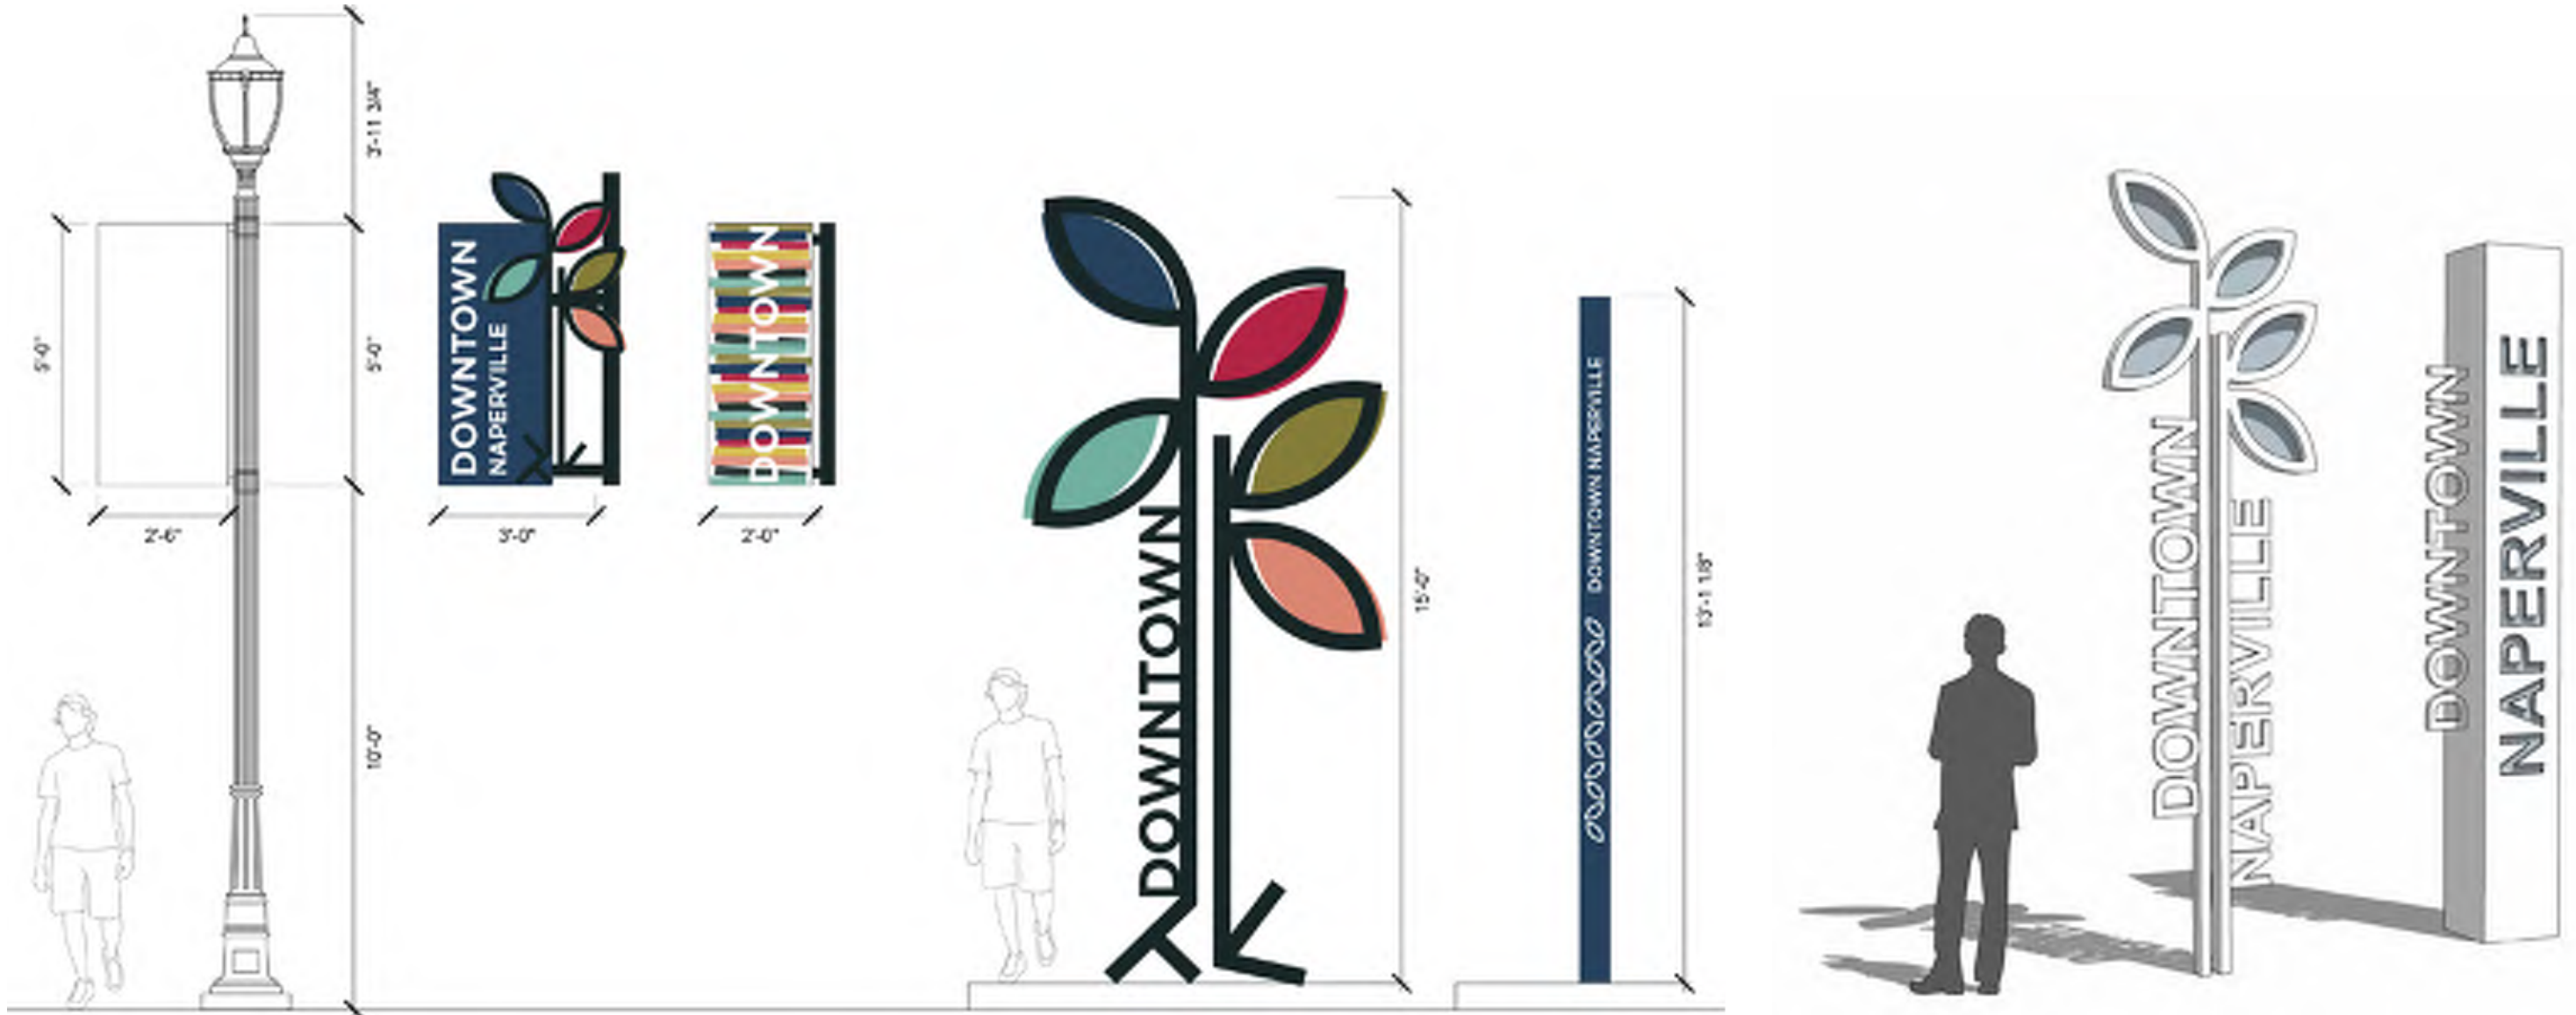 3'-11 3/4"
5'-0"
5'-0"
2'-6"
10'-0"
DOWNTOWN
NAPERVILLE
3'-0"
DOWNTOWN
2'-0"
DOWNTOWN
15'-0"
DOWNTOWN NAPERVILLE
13'-1 1/8"
DOWNTOWN
NAPERVILLE
DOWNTOWN
NAPERVILLE